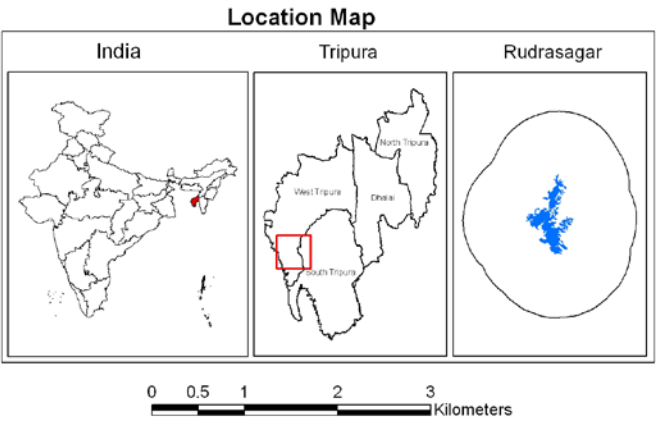 Location Map
India
Tripura
Rudrasagar
North Tripura
West Tripura
Dhalai
South Tripura
0 0.5 1 2 3
Kilometers